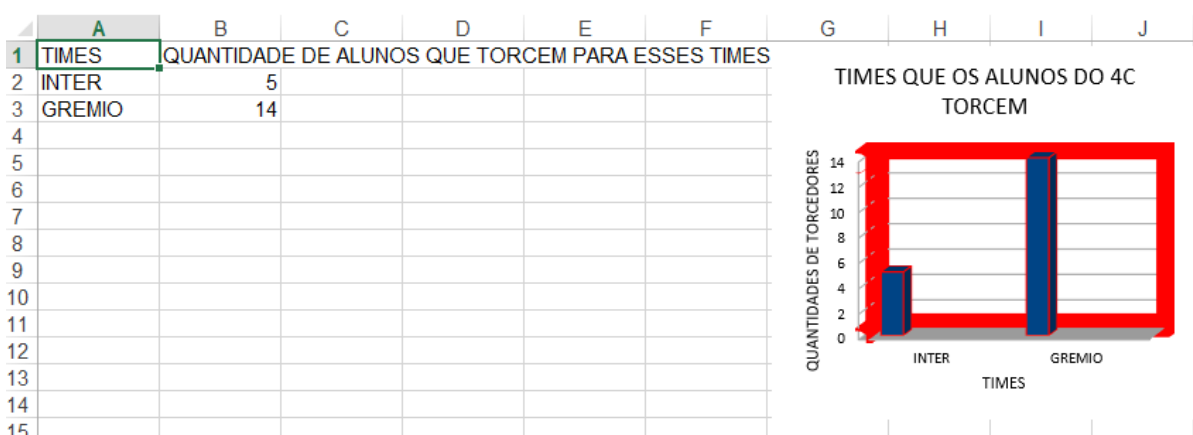 A B C D E F G H I J
1 TIMES QUANTIDADE DE ALUNOS QUE TORCEM PARA ESSES TIMES
2 INTER 5
3 GREMIO 14
4
5
6
7
8
9
10
11
12
13
14
15
TIMES QUE OS ALUNOS DO 4C
TORCEM
QUANTIDADES DE TORCEDORES
14
12
10
8
6
4
2
0
INTER GREMIO
TIMES